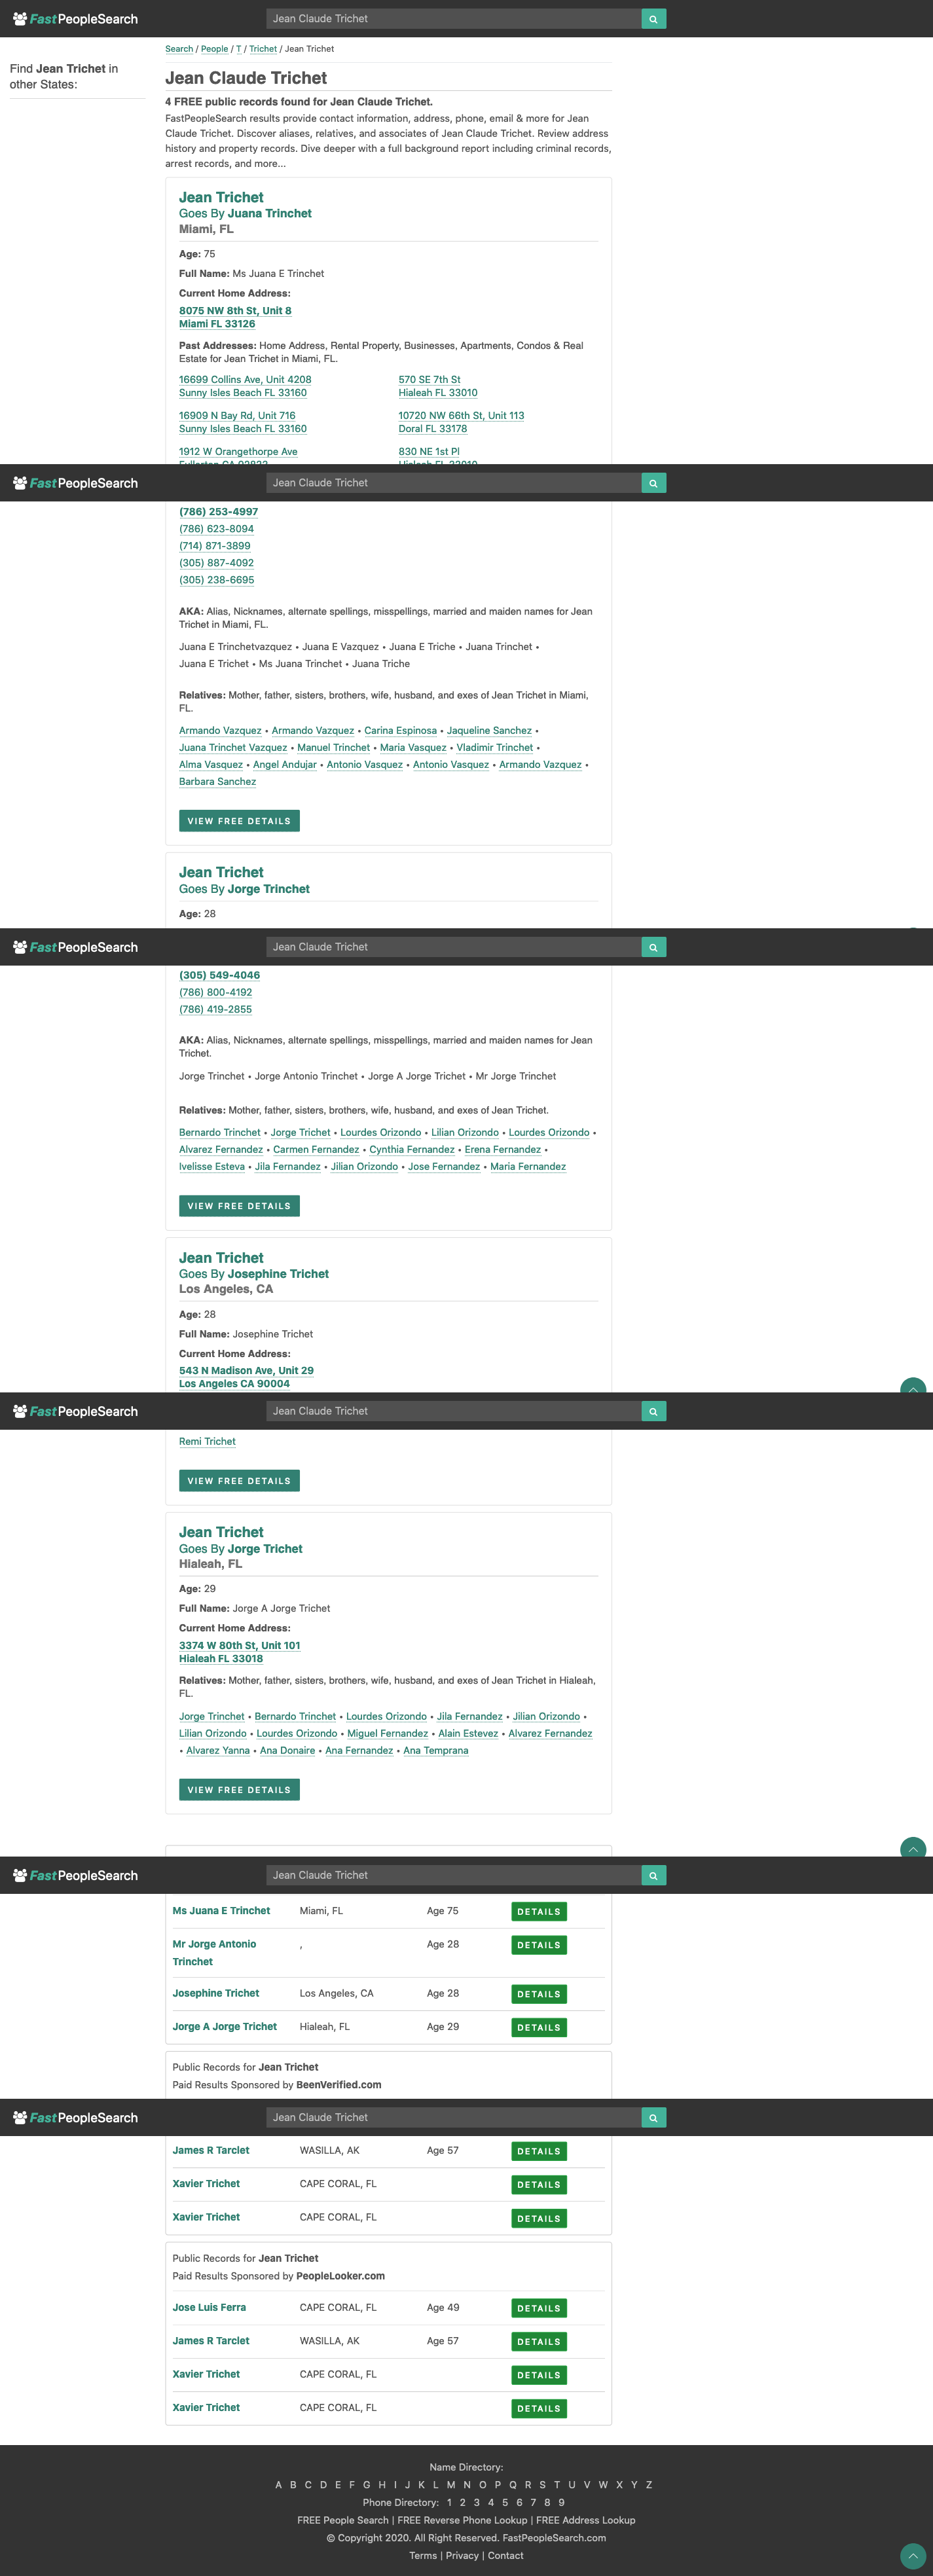 FastPeopleSearch
Jean Claude Trichet
Search / People / T / Trichet / Jean Trichet
Find Jean Trichet in
other States:
Jean Claude Trichet
4 FREE public records found for Jean Claude Trichet.
FastPeopleSearch results provide contact information, address, phone, email & more for Jean
Claude Trichet. Discover aliases, relatives, and associates of Jean Claude Trichet. Review address
history and property records. Dive deeper with a full background report including criminal records,
arrest records, and more...
Jean Trichet
Goes By Juana Trinchet
Miami, FL
Age: 75
Full Name: Ms Juana E Trinchet
Current Home Address:
8075 NW 8th St, Unit 8
Miami FL 33126
Past Addresses: Home Address, Rental Property, Businesses, Apartments, Condos & Real
Estate for Jean Trichet in Miami, FL.
16699 Collins Ave, Unit 4208
Sunny Isles Beach FL 33160
570 SE 7th St
Hialeah FL 33010
16909 N Bay Rd, Unit 716
Sunny Isles Beach FL 33160
10720 NW 66th St, Unit 113
Doral FL 33178
1912 W Orangethorpe Ave
830 NE 1st Pl
FastPeopleSearch
Jean Claude Trichet
(786) 253-4997
(786) 623-8094
(714) 871-3899
(305) 887-4092
(305) 238-6695
AKA: Alias, Nicknames, alternate spellings, misspellings, married and maiden names for Jean
Trichet in Miami, FL.
Juana E Trinchetvazquez • Juana E Vazquez • Juana E Triche • Juana Trinchet •
Juana E Trichet • Ms Juana Trinchet • Juana Triche
Relatives: Mother, father, sisters, brothers, wife, husband, and exes of Jean Trichet in Miami,
FL.
Armando Vazquez • Armando Vazquez • Carina Espinosa • Jaqueline Sanchez •
Juana Trinchet Vazquez • Manuel Trinchet • Maria Vasquez • Vladimir Trinchet •
Alma Vasquez • Angel Andujar • Antonio Vasquez • Antonio Vasquez • Armando Vazquez •
Barbara Sanchez
VIEW FREE DETAILS
Jean Trichet
Goes By Jorge Trinchet
Age: 28
FastPeopleSearch
Jean Claude Trichet
(305) 549-4046
(786) 800-4192
(786) 419-2855
AKA: Alias, Nicknames, alternate spellings, misspellings, married and maiden names for Jean
Trichet.
Jorge Trinchet • Jorge Antonio Trinchet • Jorge A Jorge Trichet • Mr Jorge Trinchet
Relatives: Mother, father, sisters, brothers, wife, husband, and exes of Jean Trichet.
Bernardo Trinchet • Jorge Trichet • Lourdes Orizondo • Lilian Orizondo • Lourdes Orizondo •
Alvarez Fernandez • Carmen Fernandez • Cynthia Fernandez • Erena Fernandez •
Ivelisse Esteva • Jila Fernandez • Jilian Orizondo • Jose Fernandez • Maria Fernandez
VIEW FREE DETAILS
Jean Trichet
Goes By Josephine Trichet
Los Angeles, CA
Age: 28
Full Name: Josephine Trichet
Current Home Address:
543 N Madison Ave, Unit 29
Los Angeles CA 90004
FastPeopleSearch
Jean Claude Trichet
Remi Trichet
VIEW FREE DETAILS
Jean Trichet
Goes By Jorge Trichet
Hialeah, FL
Age: 29
Full Name: Jorge A Jorge Trichet
Current Home Address:
3374 W 80th St, Unit 101
Hialeah FL 33018
Relatives: Mother, father, sisters, brothers, wife, husband, and exes of Jean Trichet in Hialeah,
FL.
Jorge Trinchet • Bernardo Trinchet • Lourdes Orizondo • Jila Fernandez • Jilian Orizondo •
Lilian Orizondo • Lourdes Orizondo • Miguel Fernandez • Alain Estevez • Alvarez Fernandez
• Alvarez Yanna • Ana Donaire • Ana Fernandez • Ana Temprana
VIEW FREE DETAILS
FastPeopleSearch
Jean Claude Trichet
Ms Juana E Trinchet Miami, FL Age 75 DETAILS
Mr Jorge Antonio , Age 28 DETAILS
Trinchet
Josephine Trichet Los Angeles, CA Age 28 DETAILS
Jorge A Jorge Trichet Hialeah, FL Age 29 DETAILS
Public Records for Jean Trichet
Paid Results Sponsored by BeenVerified.com
FastPeopleSearch
Jean Claude Trichet
James R Tarclet WASILLA, AK Age 57 DETAILS
Xavier Trichet CAPE CORAL, FL DETAILS
Xavier Trichet CAPE CORAL, FL DETAILS
Public Records for Jean Trichet
Paid Results Sponsored by PeopleLooker.com
Jose Luis Ferra CAPE CORAL, FL Age 49 DETAILS
James R Tarclet WASILLA, AK Age 57 DETAILS
Xavier Trichet CAPE CORAL, FL DETAILS
Xavier Trichet CAPE CORAL, FL DETAILS
Name Directory:
A B C D E F G H I J K L M N O P Q R S T U V W X Y Z
Phone Directory: 1 2 3 4 5 6 7 8 9
FREE People Search | FREE Reverse Phone Lookup | FREE Address Lookup
© Copyright 2020. All Right Reserved. FastPeopleSearch.com
Terms | Privacy | Contact